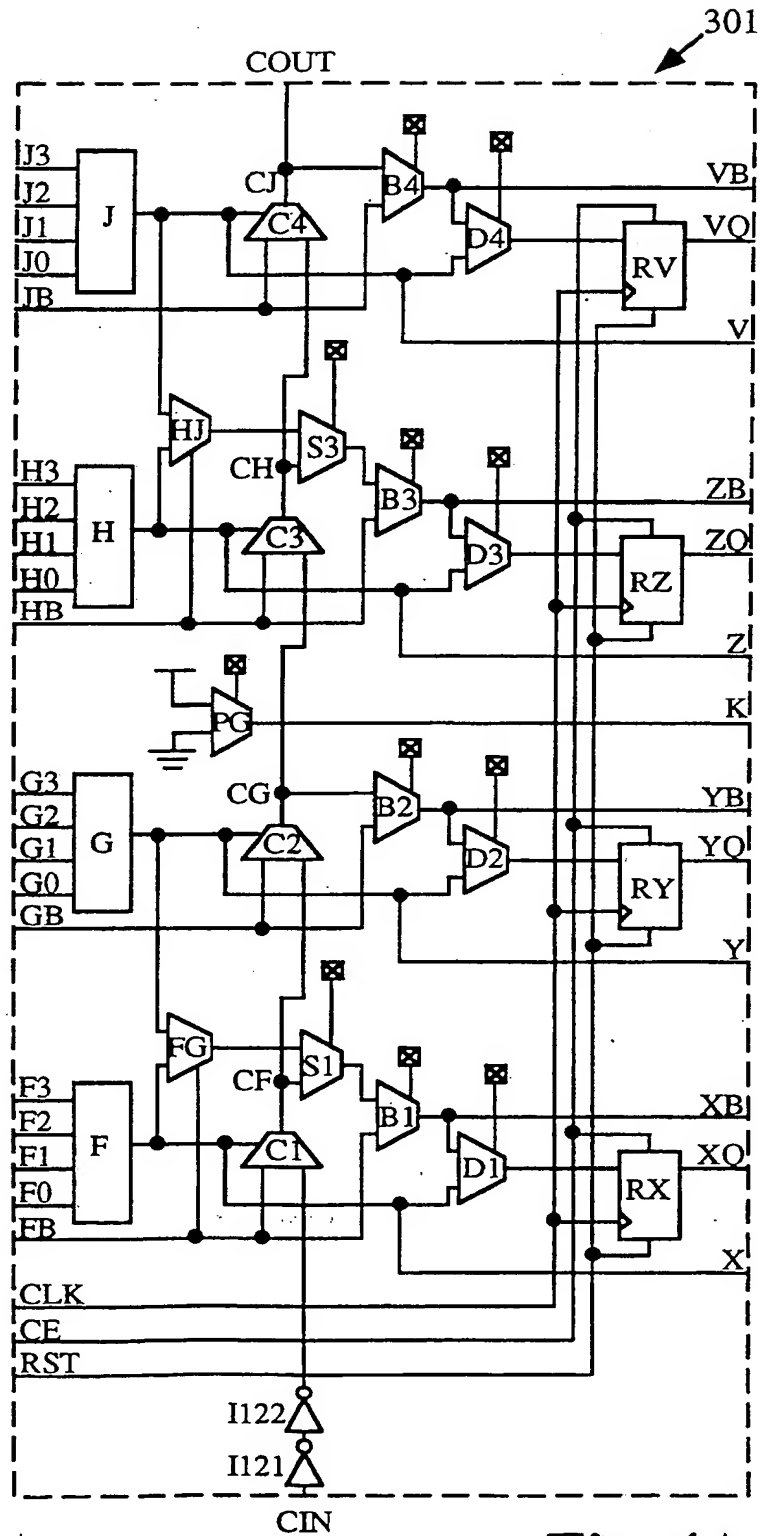 301
COUT
J3
J2
J1
J0
JB
J
CJ
C4
B4
D4
RV
VB
VQ
V
HJ
S3
CH
H3
H2
H1
H0
HB
H
C3
B3
D3
RZ
ZB
ZQ
Z
PG
K
CG
G3
G2
G1
G0
GB
G
C2
B2
D2
RY
YB
YQ
Y
FG
S1
CF
F3
F2
F1
F0
FB
F
C1
B1
D1
RX
XB
XQ
X
CLK
CE
RST
I122
I121
CIN